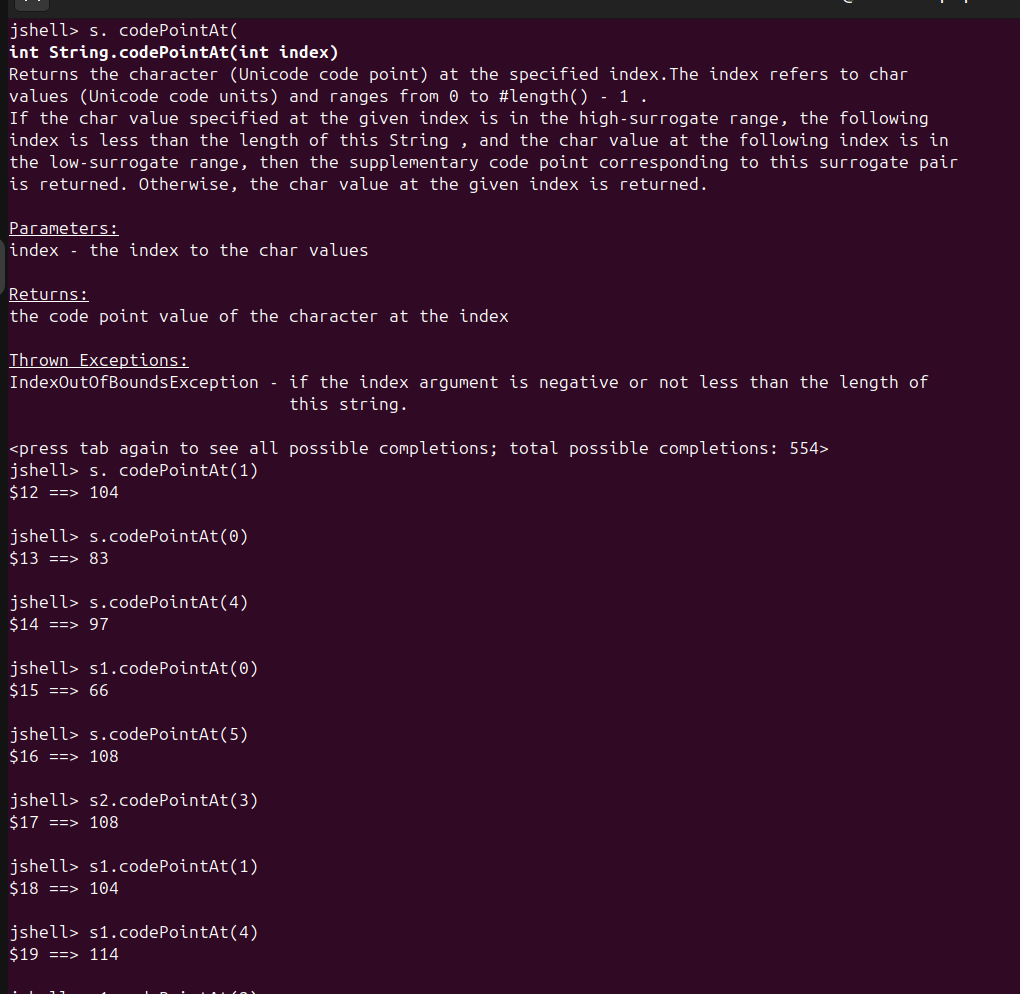 jshell> s. codePointAt(
int String.codePointAt(int index)
Returns the character (Unicode code point) at the specified index.The index refers to char
values (Unicode code units) and ranges from 0 to #length() - 1 .
If the char value specified at the given index is in the high-surrogate range, the following
index is less than the length of this String , and the char value at the following index is in
the low-surrogate range, then the supplementary code point corresponding to this surrogate pair
is returned. Otherwise, the char value at the given index is returned.
Parameters:
index - the index to the char values
Returns:
the code point value of the character at the index
Thrown Exceptions:
IndexOutOfBoundsException - if the index argument is negative or not less than the length of
this string.
<press tab again to see all possible completions; total possible completions: 554>
jshell> s. codePointAt(1)
$12 ==> 104
jshell> s.codePointAt(0)
$13 ==> 83
jshell> s.codePointAt(4)
$14 ==> 97
jshell> s1.codePointAt(0)
$15 ==> 66
jshell> s.codePointAt(5)
$16 ==> 108
jshell> s2.codePointAt(3)
$17 ==> 108
jshell> s1.codePointAt(1)
$18 ==> 104
jshell> s1.codePointAt(4)
$19 ==> 114